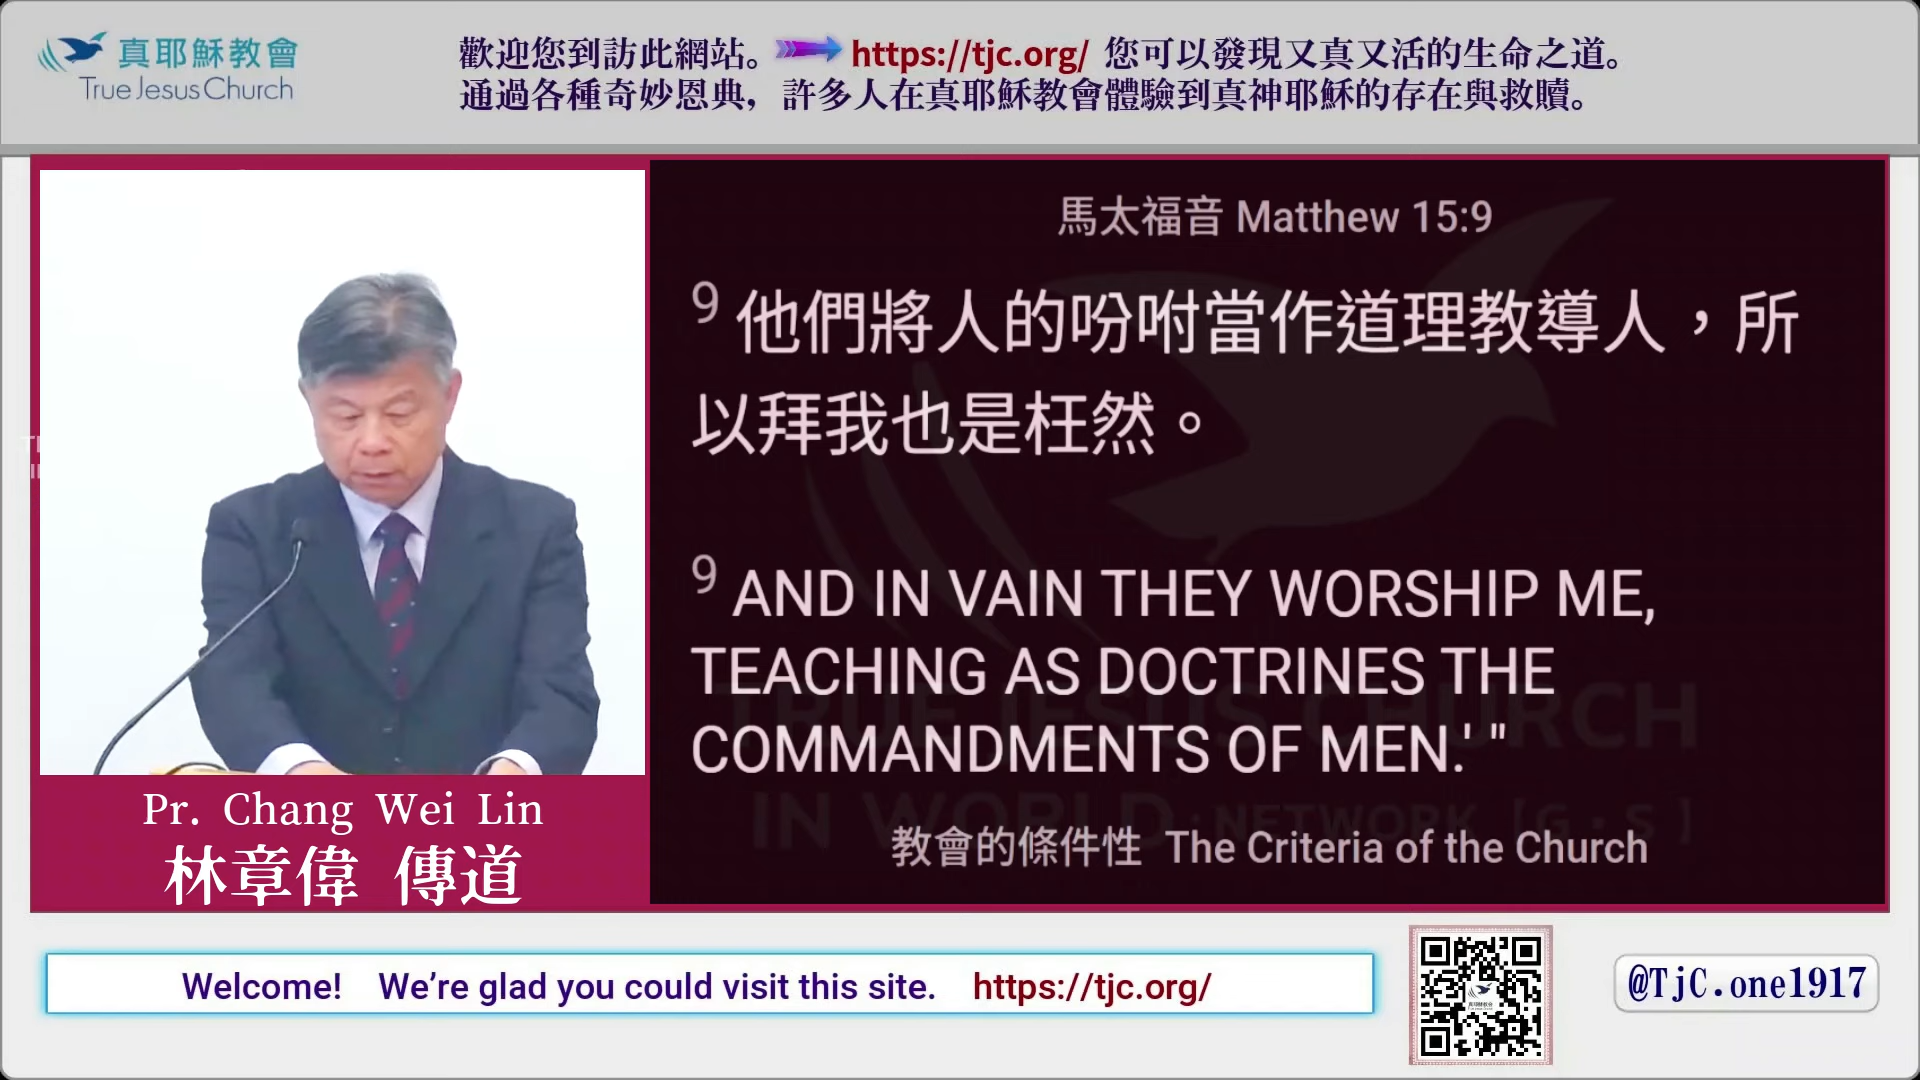 真耶穌教會
True Jesus Church
歡迎您到訪此網站。 https://tjc.org/ 您可以發現又真又活的生命之道。
通過各種奇妙恩典，許多人在真耶穌教會體驗到真神耶穌的存在與救贖。
馬太福音 Matthew 15:9
9 他們將人的吩咐當作道理教導人，所
以拜我也是枉然。
9 AND IN VAIN THEY WORSHIP ME,
TEACHING AS DOCTRINES THE
COMMANDMENTS OF MEN.' "
TRUE JESUS CHURCH
IN WORLD · NETWORK [G·S]
教會的條件性 The Criteria of the Church
Pr. Chang Wei Lin
林章偉 傳道
Welcome! We’re glad you could visit this site. https://tjc.org/
@TjC.one1917